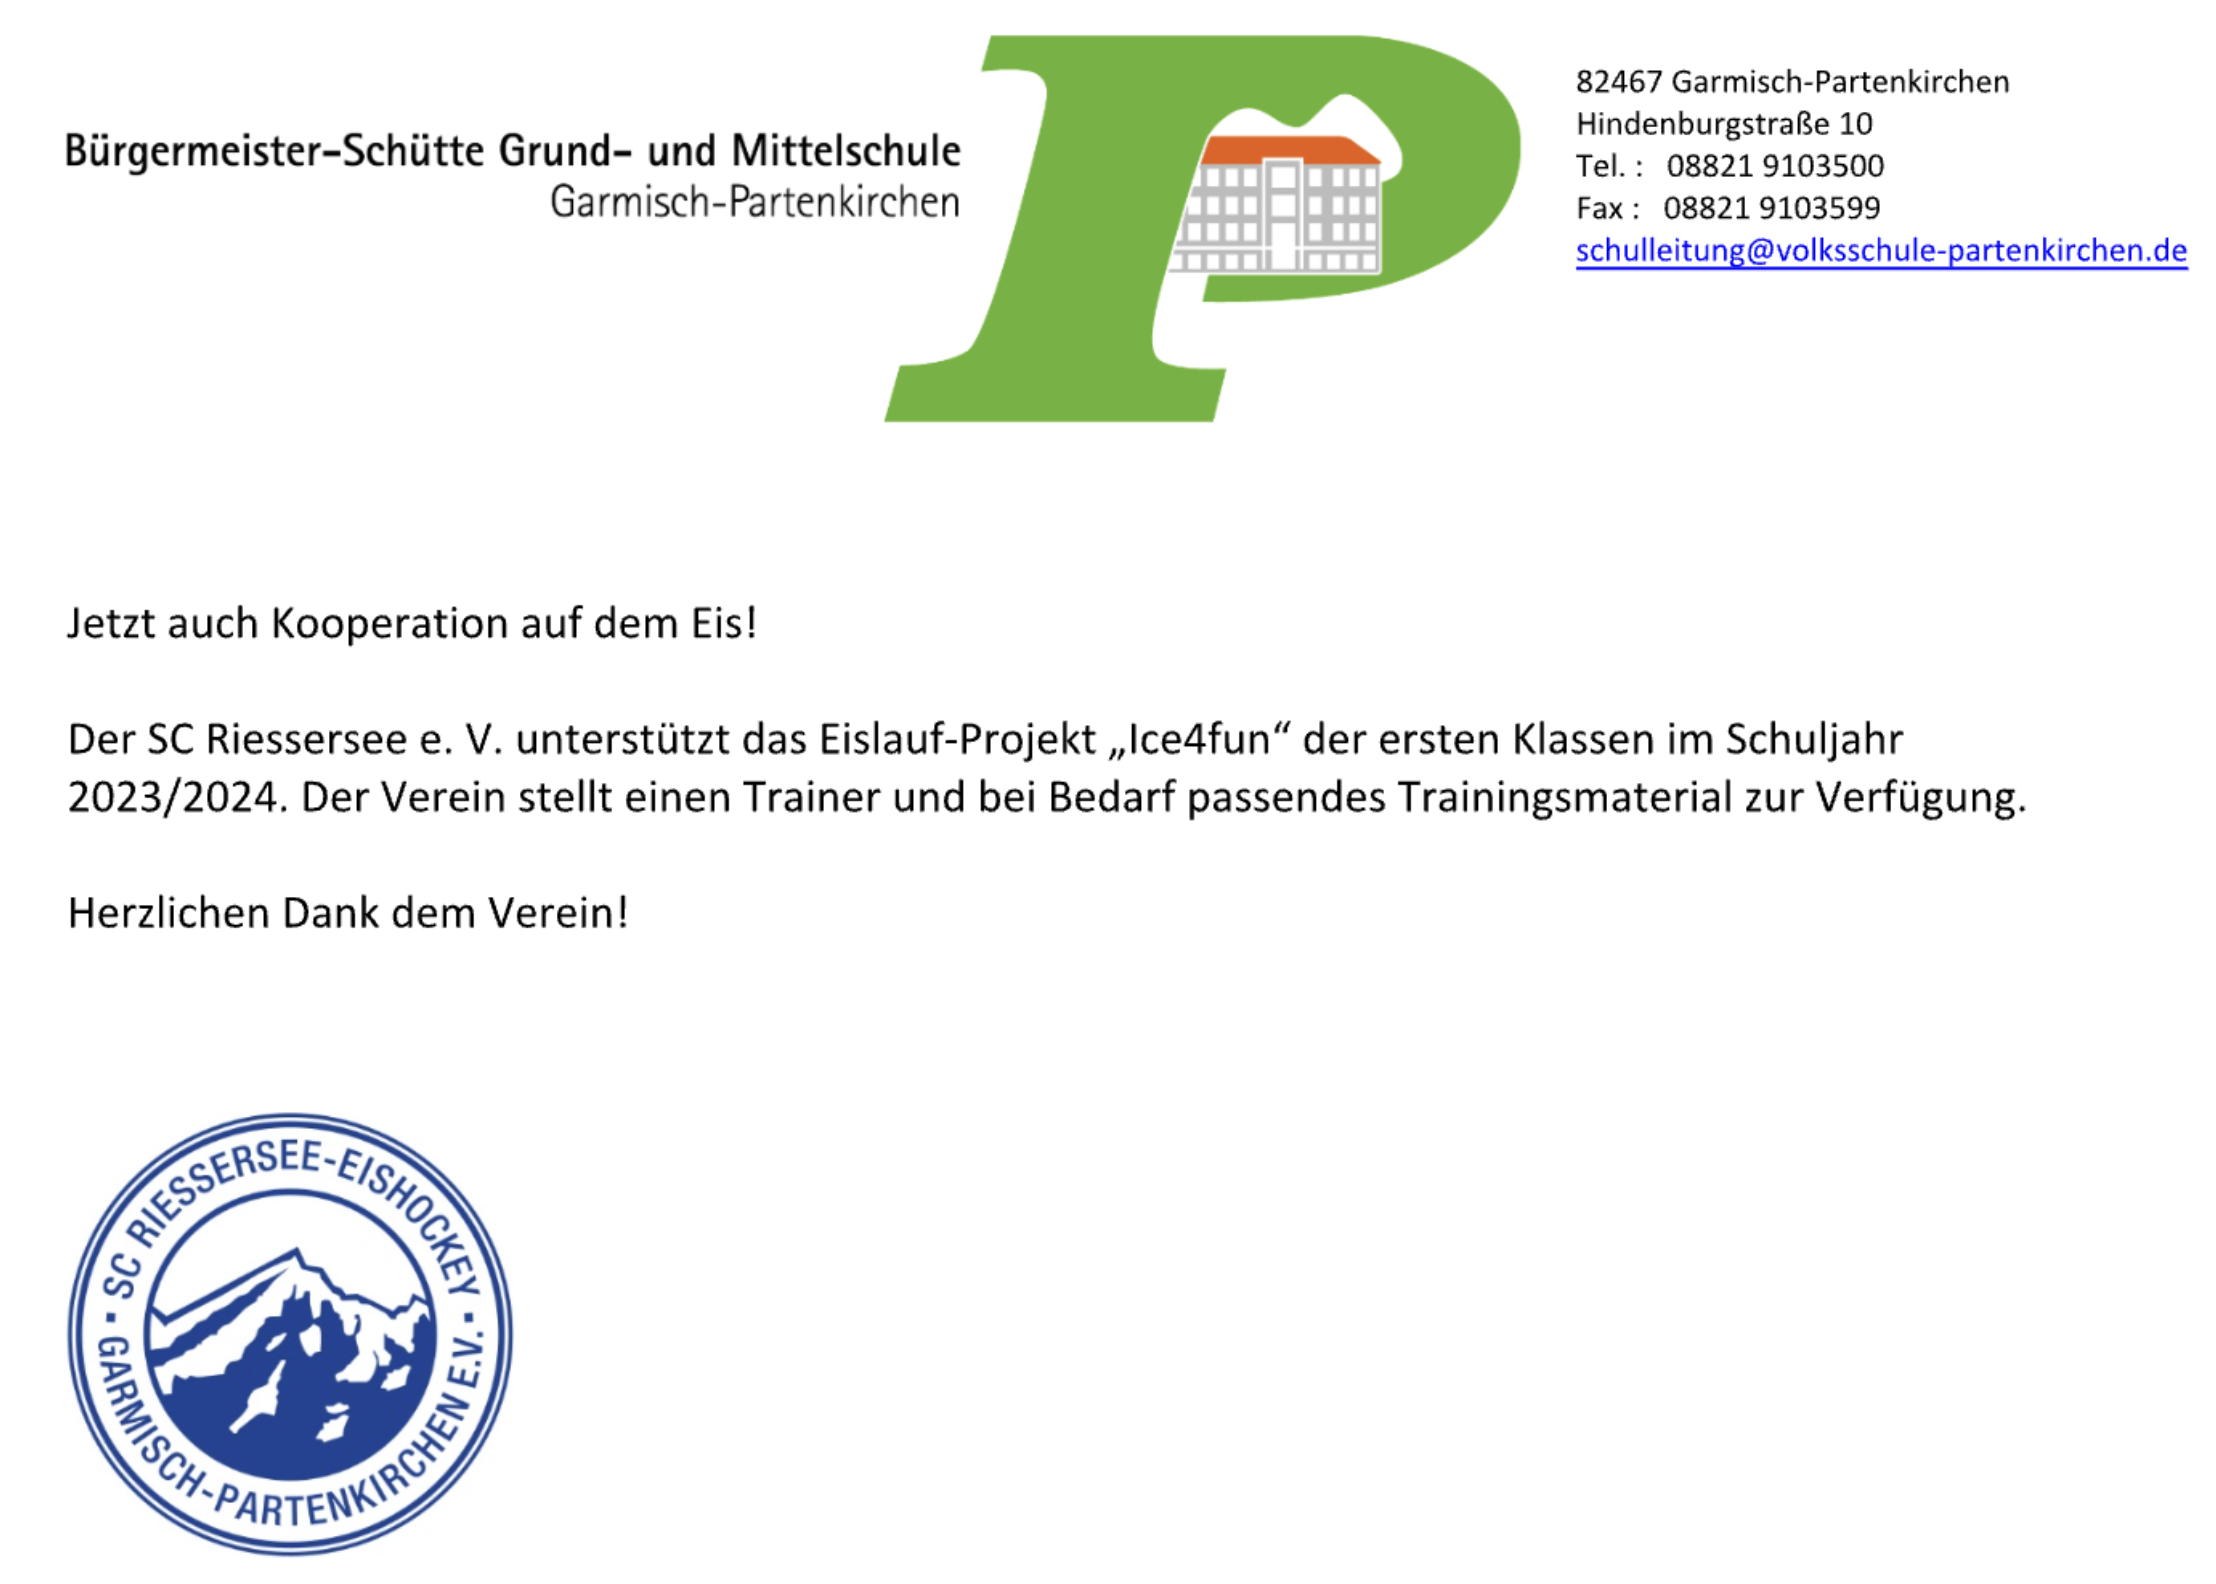 Bürgermeister-Schütte Grund- und Mittelschule
Garmisch-Partenkirchen
82467 Garmisch-Partenkirchen
Hindenburgstraße 10
Tel. : 08821 9103500
Fax : 08821 9103599
schulleitung@volksschule-partenkirchen.de
P
Jetzt auch Kooperation auf dem Eis!
Der SC Riessersee e. V. unterstützt das Eislauf-Projekt „Ice4fun“ der ersten Klassen im Schuljahr
2023/2024. Der Verein stellt einen Trainer und bei Bedarf passendes Trainingsmaterial zur Verfügung.
Herzlichen Dank dem Verein!
SC RIESSERSEE-EISHOCKEY
GARMISCH-PARTENKIRCHEN E.V.